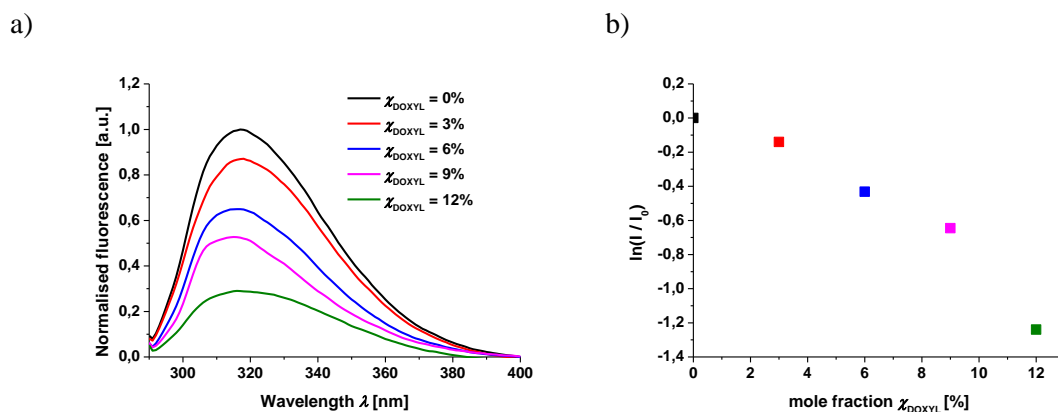 a)
b)
1,2
1,0
0,8
0,6
0,4
0,2
0,0
Normalised fluorescence [a.u.]
300
320
340
360
380
400
Wavelength λ [nm]
χDOXYL = 0%
χDOXYL = 3%
χDOXYL = 6%
χDOXYL = 9%
χDOXYL = 12%
0,2
0,0
-0,2
-0,4
-0,6
-0,8
-1,0
-1,2
-1,4
ln(I / I0)
0
2
4
6
8
10
12
mole fraction χDOXYL [%]